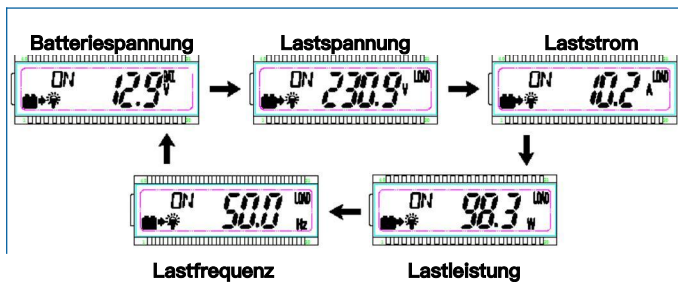 Batteriespannung Lastspannung Laststrom
ON 12.9 BAT. V
ON 230.9 V LOAD
ON 10.2 A LOAD
ON 50.0 LOAD Hz
ON 98.3 LOAD W
Lastfrequenz Lastleistung